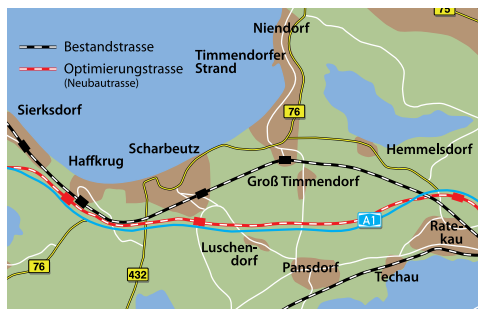 75
Niendorf
Bestandstrasse
Timmendorfer
Strand
Optimierungstrasse
(Neubautrasse)
76
Sierksdorf
Haffkrug
Scharbeutz
Hemmelsdorf
Groß Timmendorf
A1
Rate-
kau
Luschen-
dorf
76
432
Pansdorf
Techau